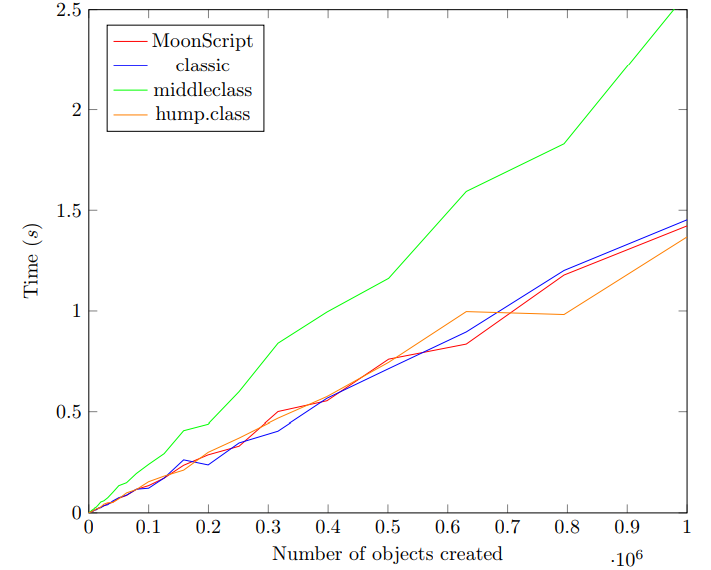 2.5
2
1.5
1
0.5
0
Time (s)
MoonScript
classic
middleclass
hump.class
0 0.1 0.2 0.3 0.4 0.5 0.6 0.7 0.8 0.9 1
Number of objects created
·10⁶